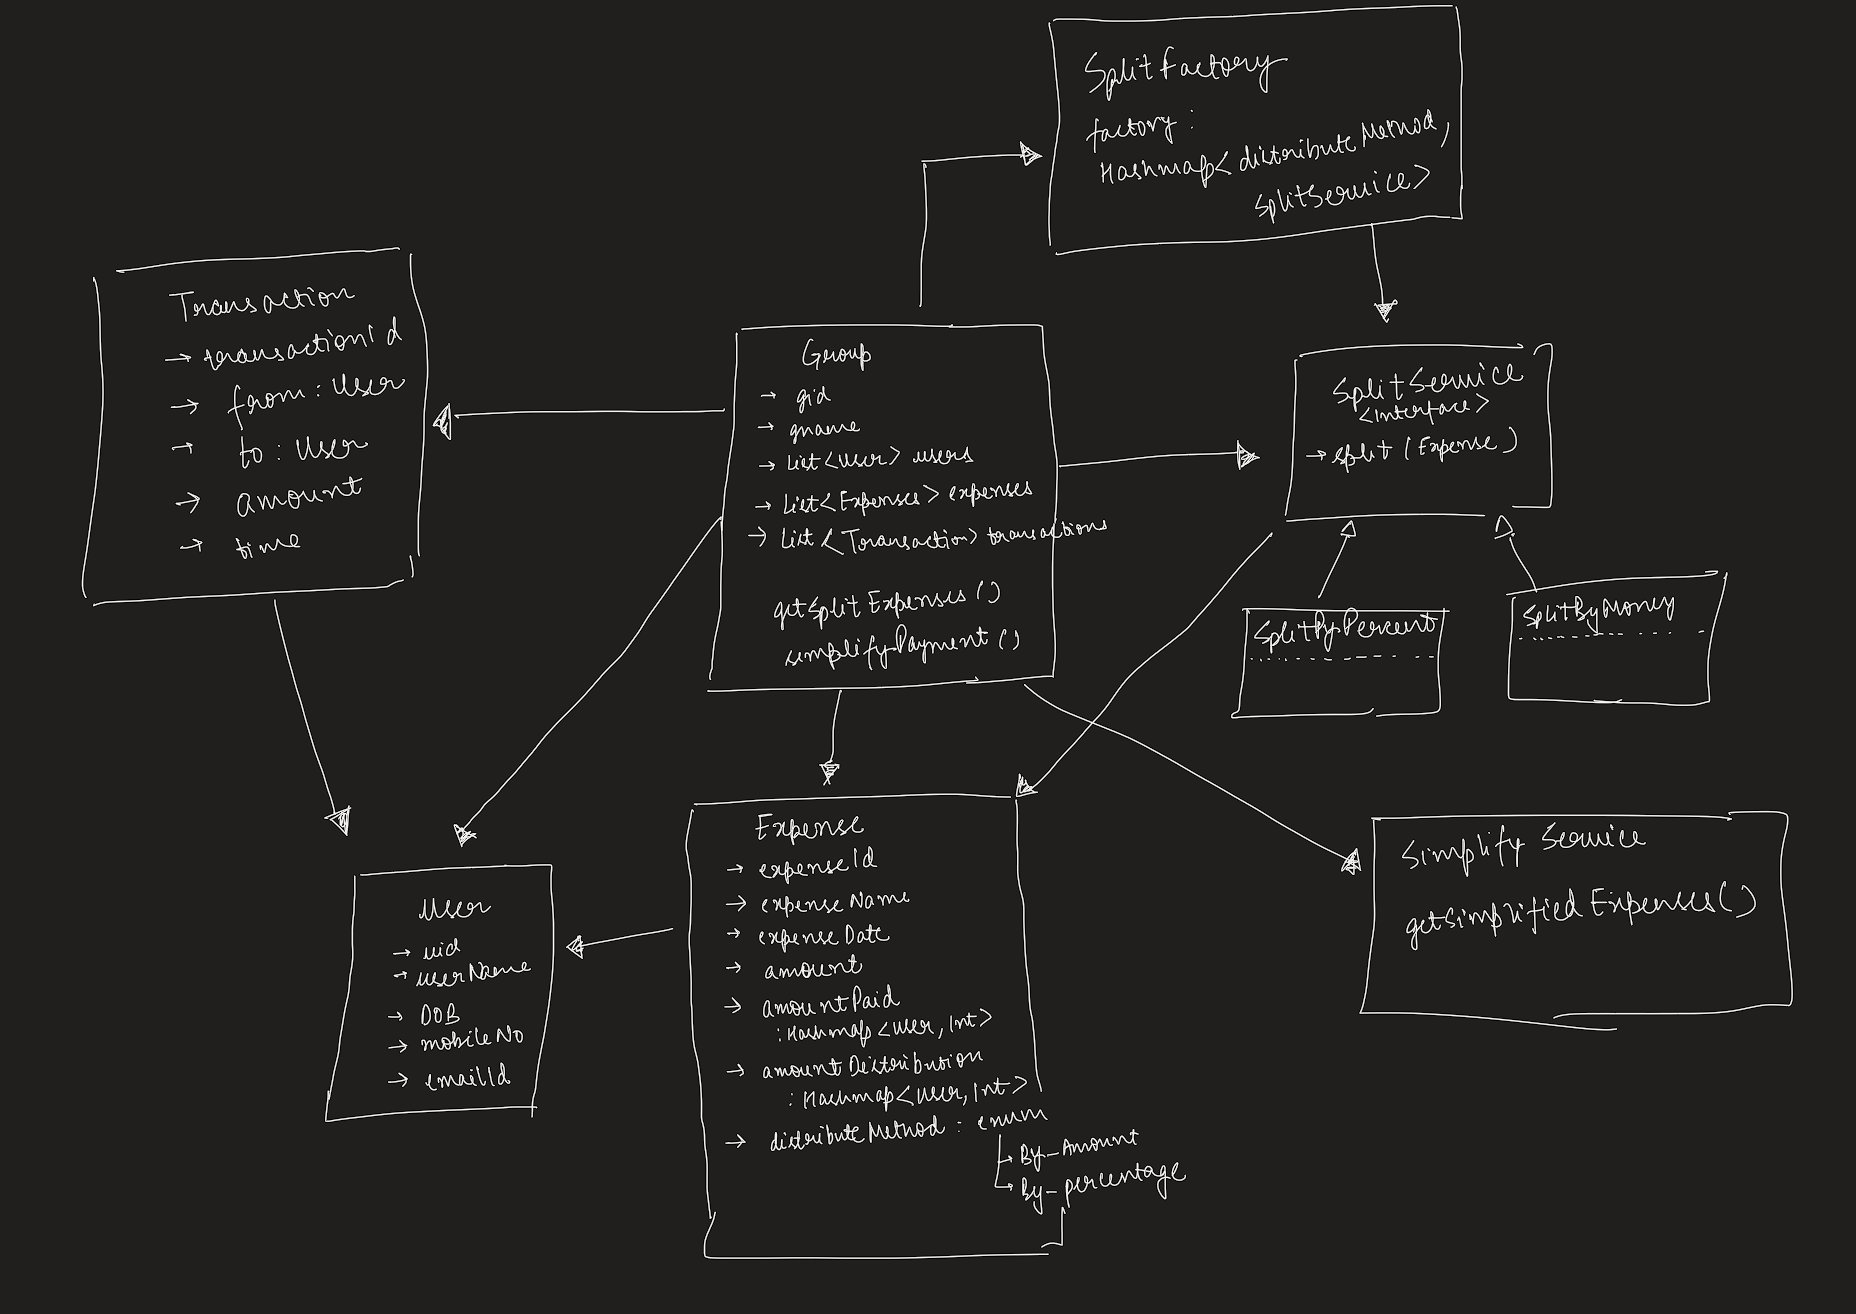 SplitFactory
factory :
Hashmap< distributeMethod,
splitService>
Transaction
→ transactionId
→ from : User
→ to : User
→ amount
→ time
Group
→ gid
→ gname
→ List<User> users
→ List<Expenses> expenses
→ List<Transaction> transactions
getSplitExpenses()
simplifyPayment()
SplitService
<interface>
→ split (Expense)
SplitByPercent
SplitByMoney
User
→ uid
→ userName
→ DOB
→ mobileNo
→ emailId
Expense
→ expenseId
→ expenseName
→ expenseDate
→ amount
→ amountPaid
: Hashmap<user, Int>
→ amountDistribution
: Hashmap<user, Int>
→ distributeMethod : enum
→ By-Amount
→ By-percentage
Simplify Service
getSimplifiedExpenses()